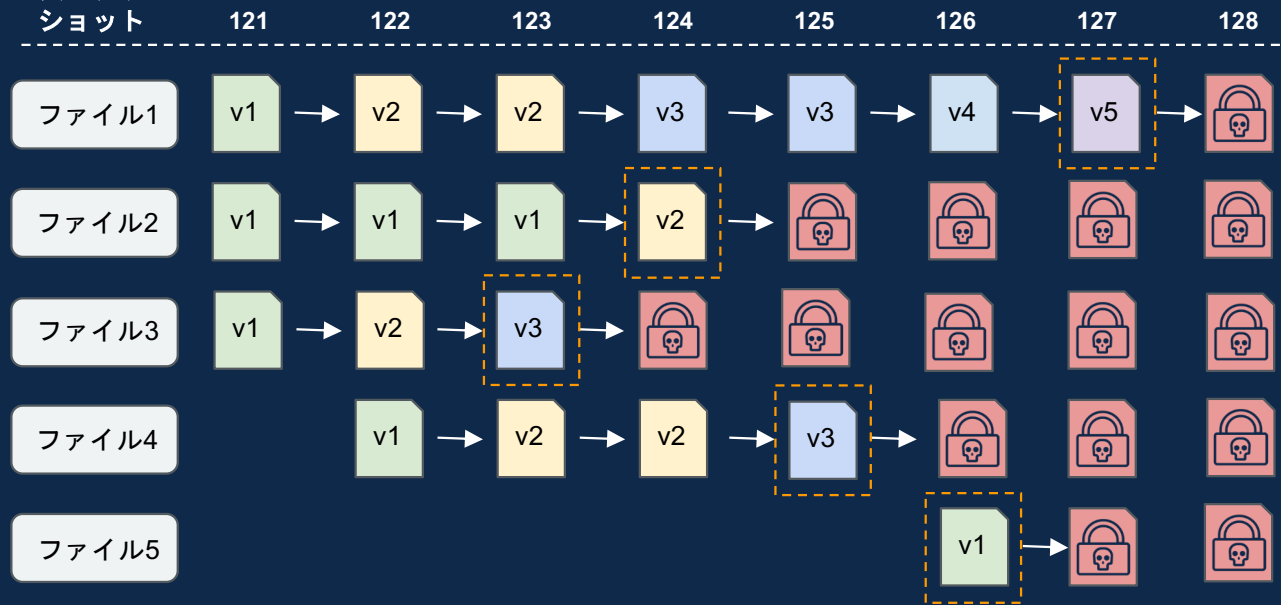 ショット 121 122 123 124 125 126 127 128
ファイル1 v1 v2 v2 v3 v3 v4 v5
ファイル2 v1 v1 v1 v2
ファイル3 v1 v2 v3
ファイル4 v1 v2 v2 v3
ファイル5 v1